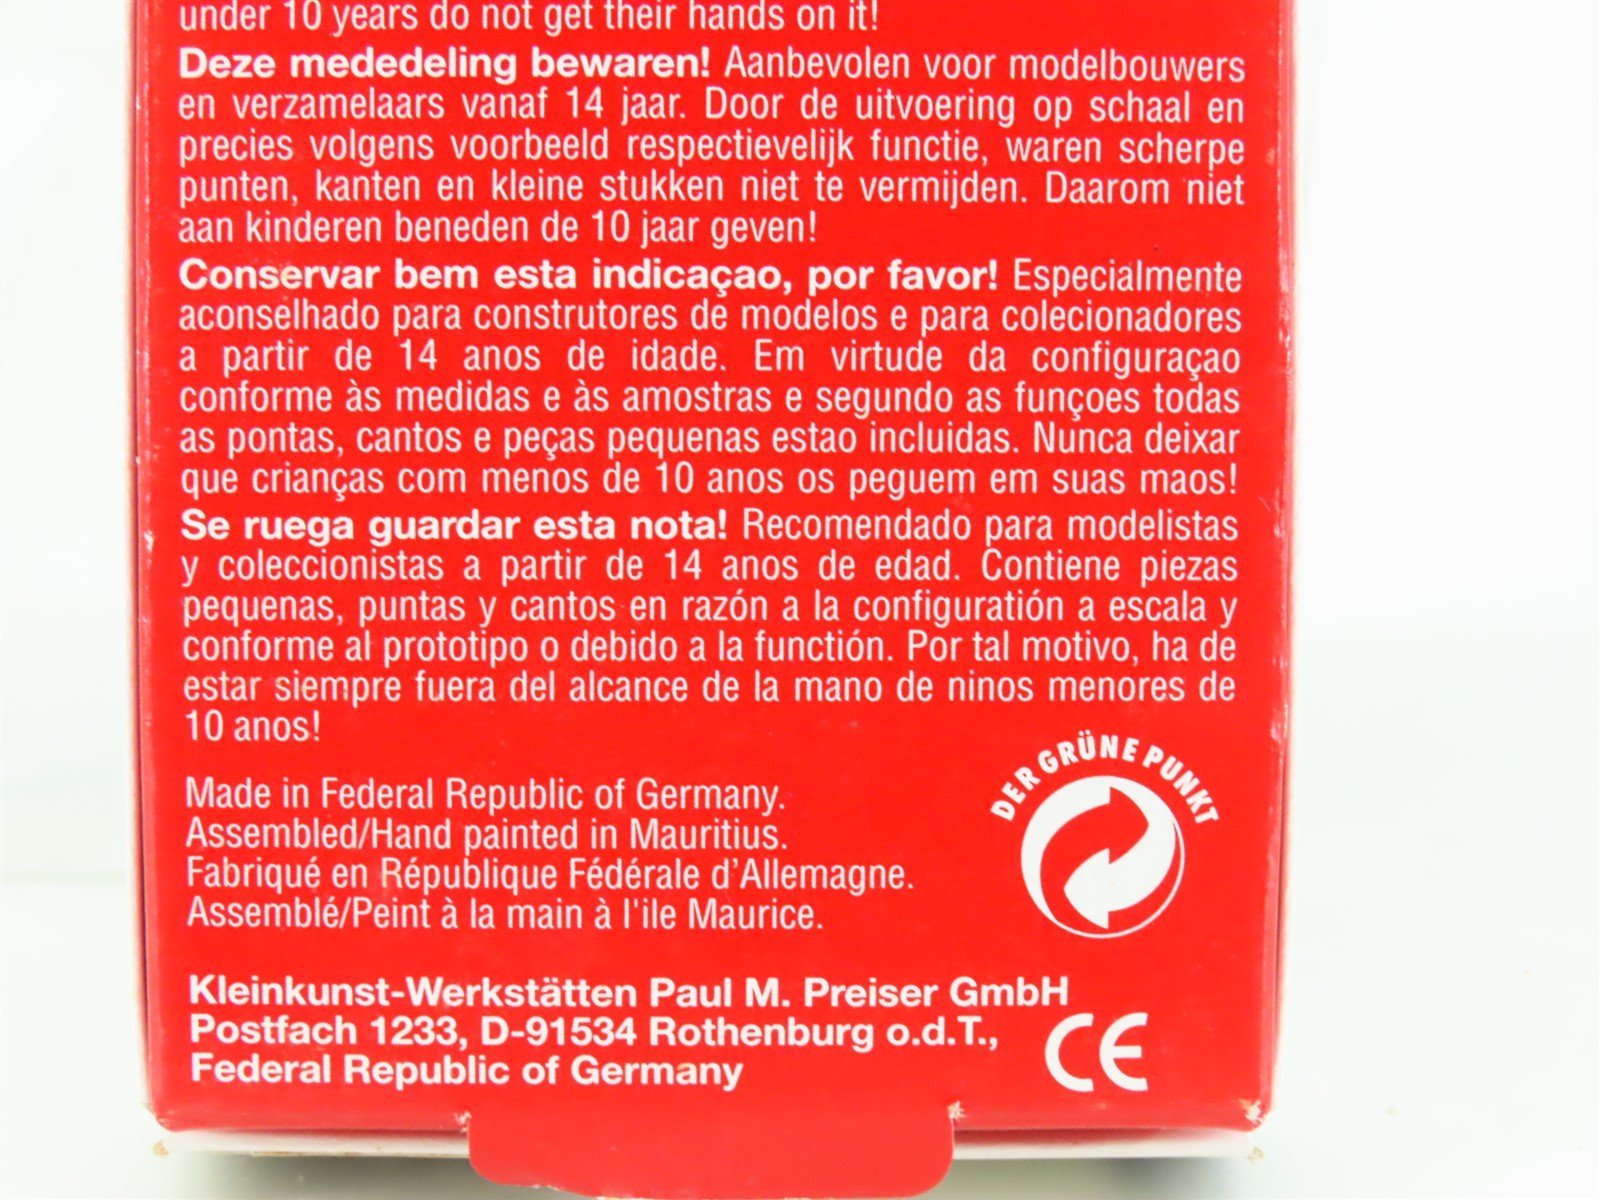 under 10 years do not get their hands on it!
Deze mededeling bewaren! Aanbevolen voor modelbouwers
en verzamelaars vanaf 14 jaar. Door de uitvoering op schaal en
precies volgens voorbeeld respectievelijk functie, waren scherpe
punten, kanten en kleine stukken niet te vermijden. Daarom niet
aan kinderen beneden de 10 jaar geven!
Conservar bem esta indicaçao, por favor! Especialmente
aconselhado para construtores de modelos e para colecionadores
a partir de 14 anos de idade. Em virtude da configuraçao
conforme às medidas e às amostras e segundo as funçoes todas
as pontas, cantos e peças pequenas estao incluidas. Nunca deixar
que crianças com menos de 10 anos os peguem em suas maos!
Se ruega guardar esta nota! Recomendado para modelistas
y coleccionistas a partir de 14 anos de edad. Contiene piezas
pequenas, puntas y cantos en razón a la configuratión a escala y
conforme al prototipo o debido a la functión. Por tal motivo, ha de
estar siempre fuera del alcance de la mano de ninos menores de
10 anos!
DER GRÜNE PUNKT
Made in Federal Republic of Germany.
Assembled/Hand painted in Mauritius.
Fabriqué en République Fédérale d'Allemagne.
Assemblé/Peint à la main à l'ile Maurice.
Kleinkunst-Werkstätten Paul M. Preiser GmbH
Postfach 1233, D-91534 Rothenburg o.d.T.,
Federal Republic of Germany
CE